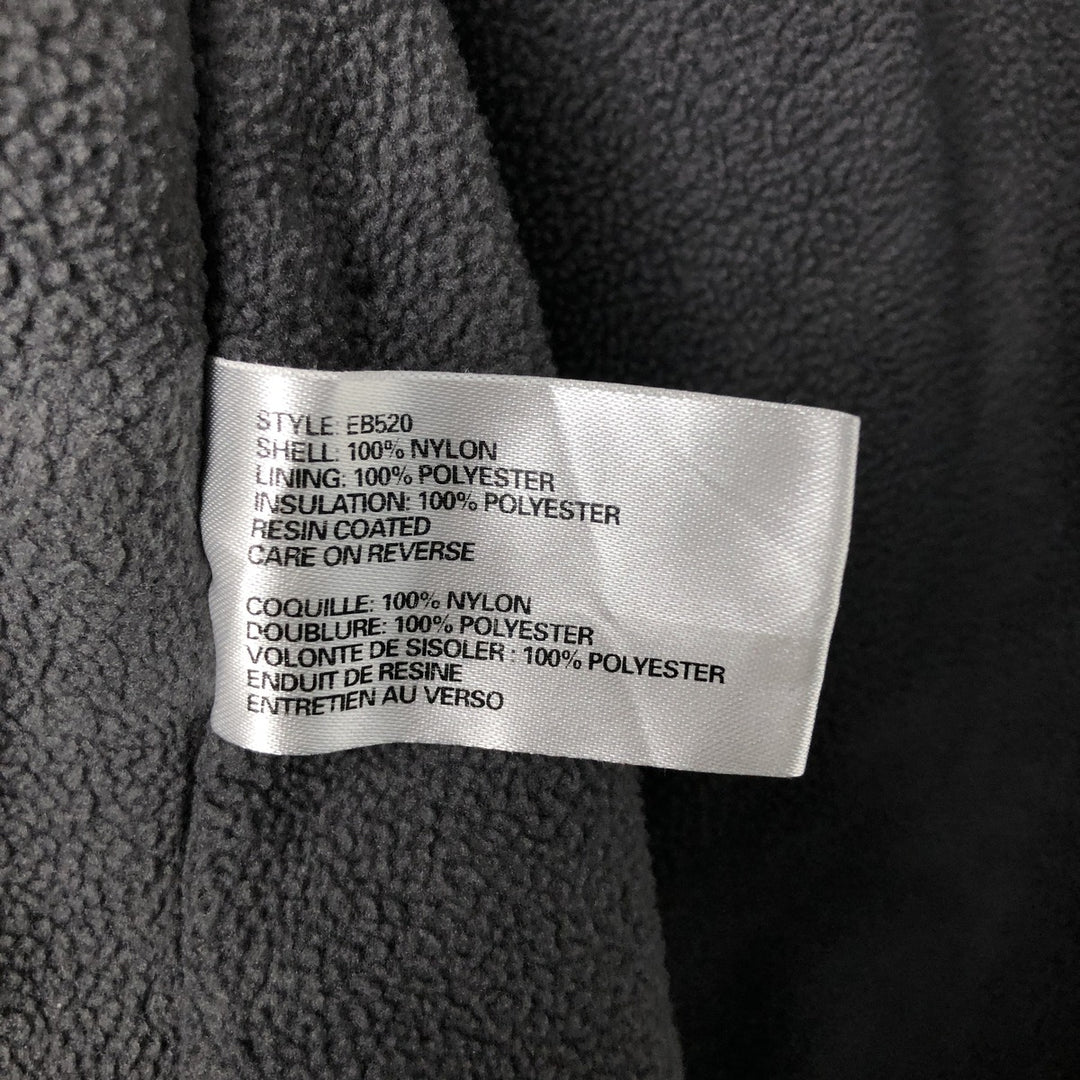 STYLE: EB520
SHELL: 100% NYLON
LINING: 100% POLYESTER
INSULATION: 100% POLYESTER
RESIN COATED
CARE ON REVERSE
COQUILLE: 100% NYLON
DOUBLURE: 100% POLYESTER
VOLONTE DE SISOLER : 100% POLYESTER
ENDUIT DE RESINE
ENTRETIEN AU VERSO